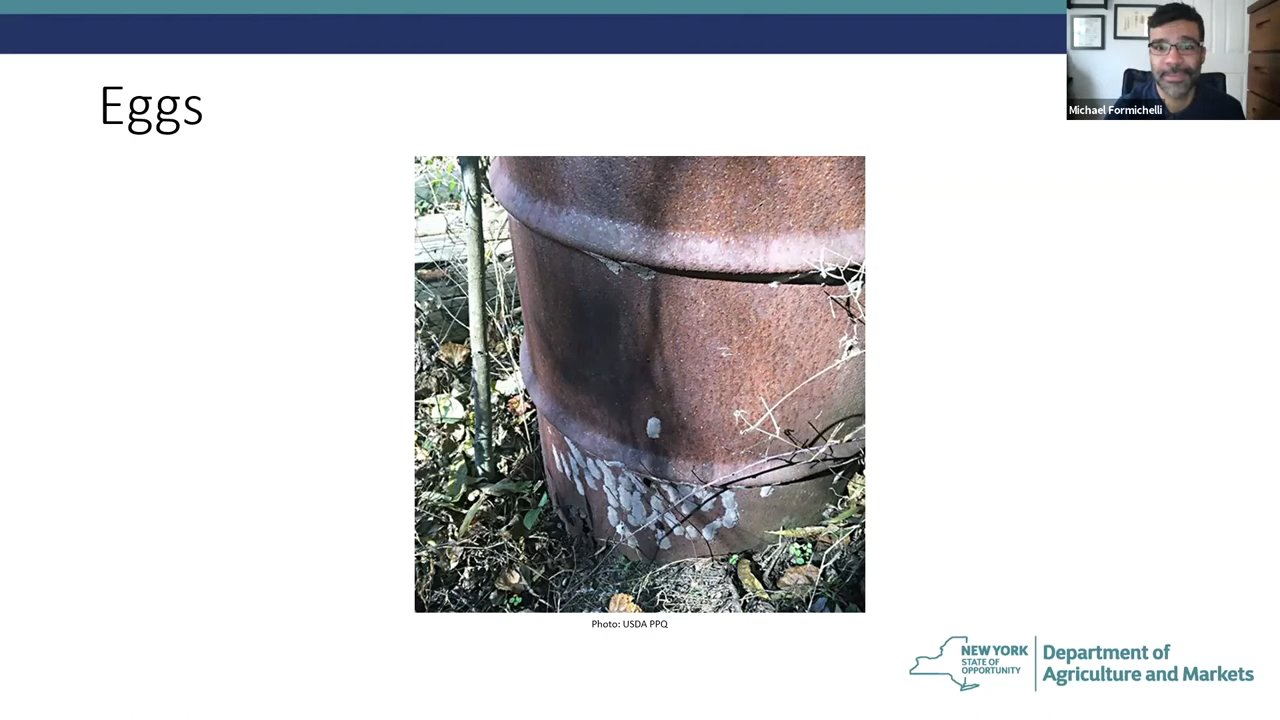 Eggs
Michael Formichelli
Photo: USDA PPQ
NEW YORK
STATE OF
OPPORTUNITY
Department of
Agriculture and Markets